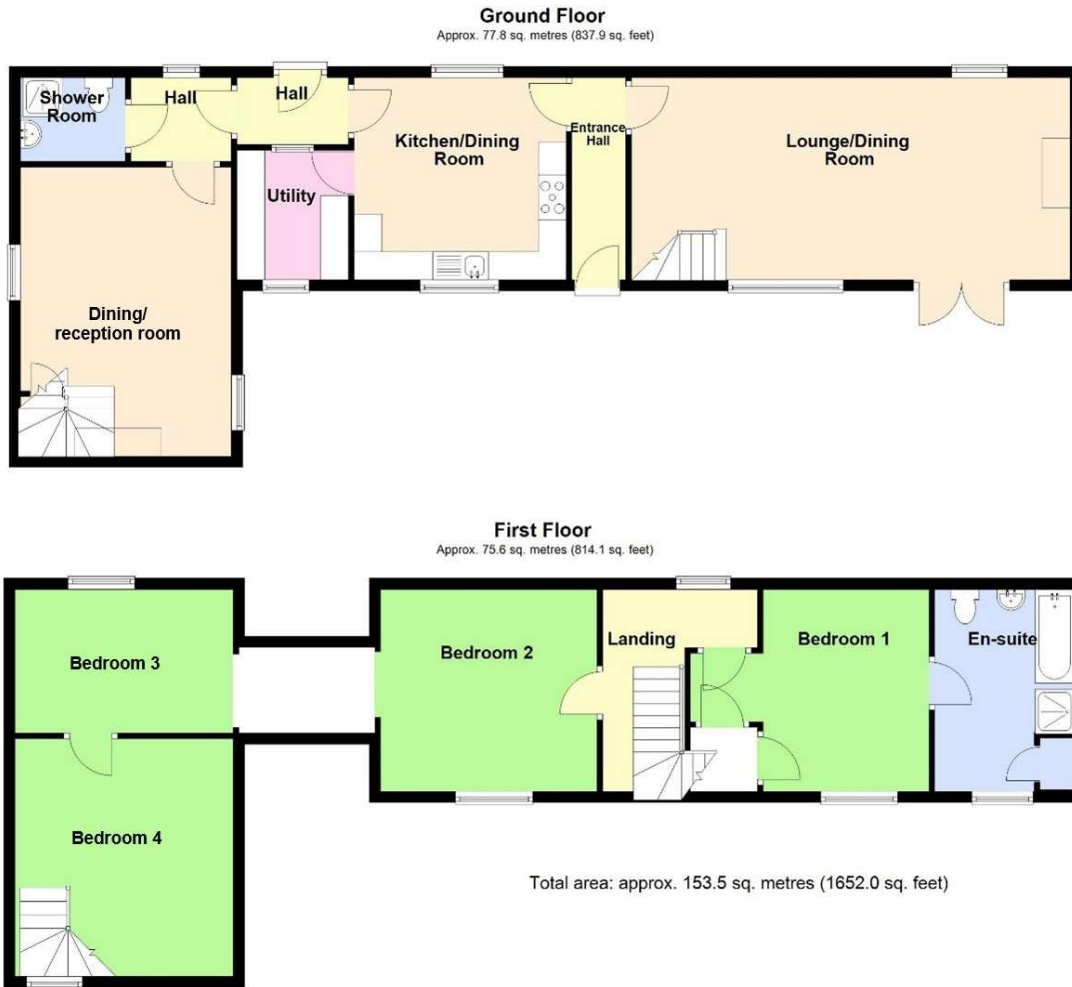 Ground Floor
Approx. 77.8 sq. metres (837.9 sq. feet)
Shower
Room
Hall
Hall
Kitchen/Dining
Room
Entrance
Hall
Lounge/Dining
Room
Utility
Dining/
reception room
First Floor
Approx. 75.6 sq. metres (814.1 sq. feet)
Bedroom 3
Bedroom 2
Landing
Bedroom 1
En-suite
Bedroom 4
Total area: approx. 153.5 sq. metres (1652.0 sq. feet)